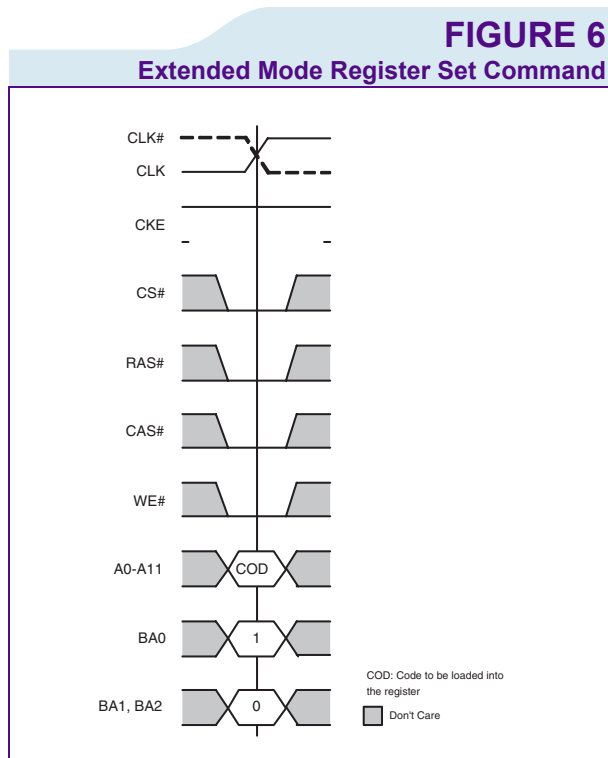 FIGURE 6
Extended Mode Register Set Command
CLK#
CLK
CKE
CS#
RAS#
CAS#
WE#
A0-A11
COD
BA0
1
BA1, BA2
0
COD: Code to be loaded into
the register
Don't Care